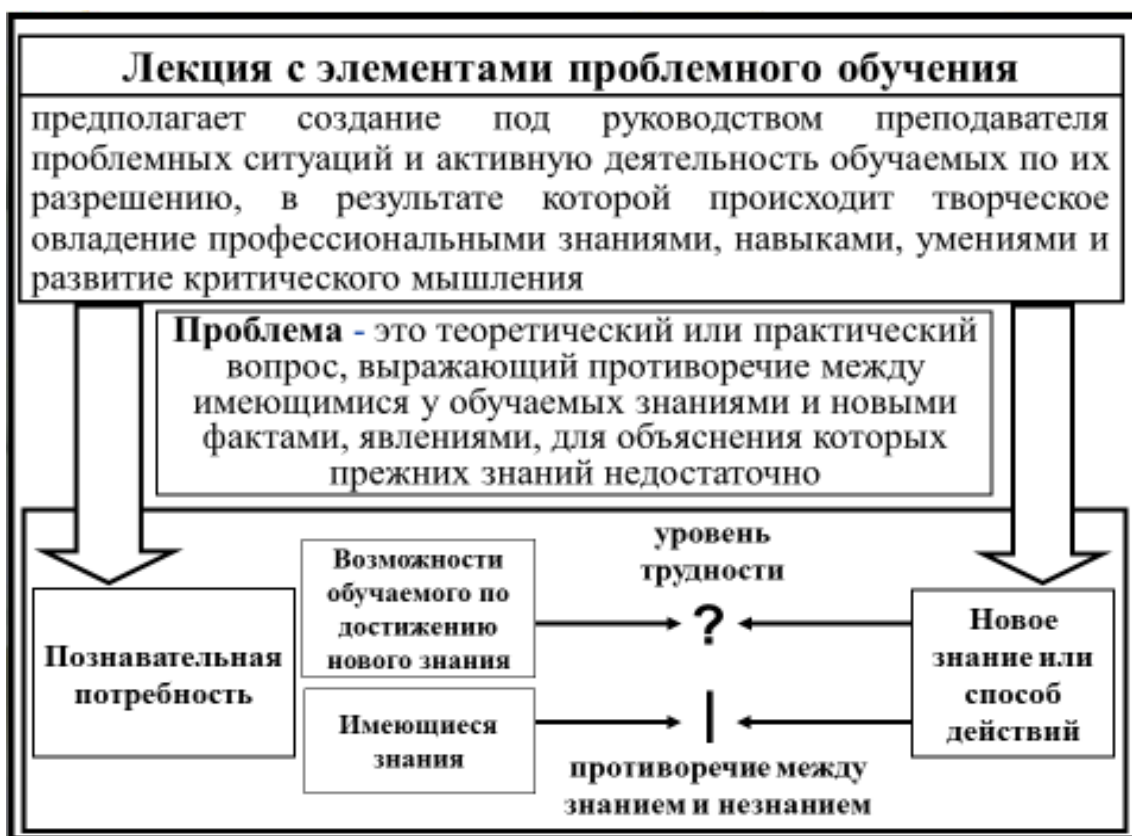 Лекция с элементами проблемного обучения
предполагает создание под руководством преподавателя
проблемных ситуаций и активную деятельность обучаемых по их
разрешению, в результате которой происходит творческое
овладение профессиональными знаниями, навыками, умениями и
развитие критического мышления
Проблема - это теоретический или практический
вопрос, выражающий противоречие между
имеющимися у обучаемых знаниями и новыми
фактами, явлениями, для объяснения которых
прежних знаний недостаточно
Познавательная
потребность
Возможности
обучаемого по
достижению
нового знания
Имеющиеся
знания
уровень
трудности
?
|
противоречие между
знанием и незнанием
Новое
знание или
способ
действий